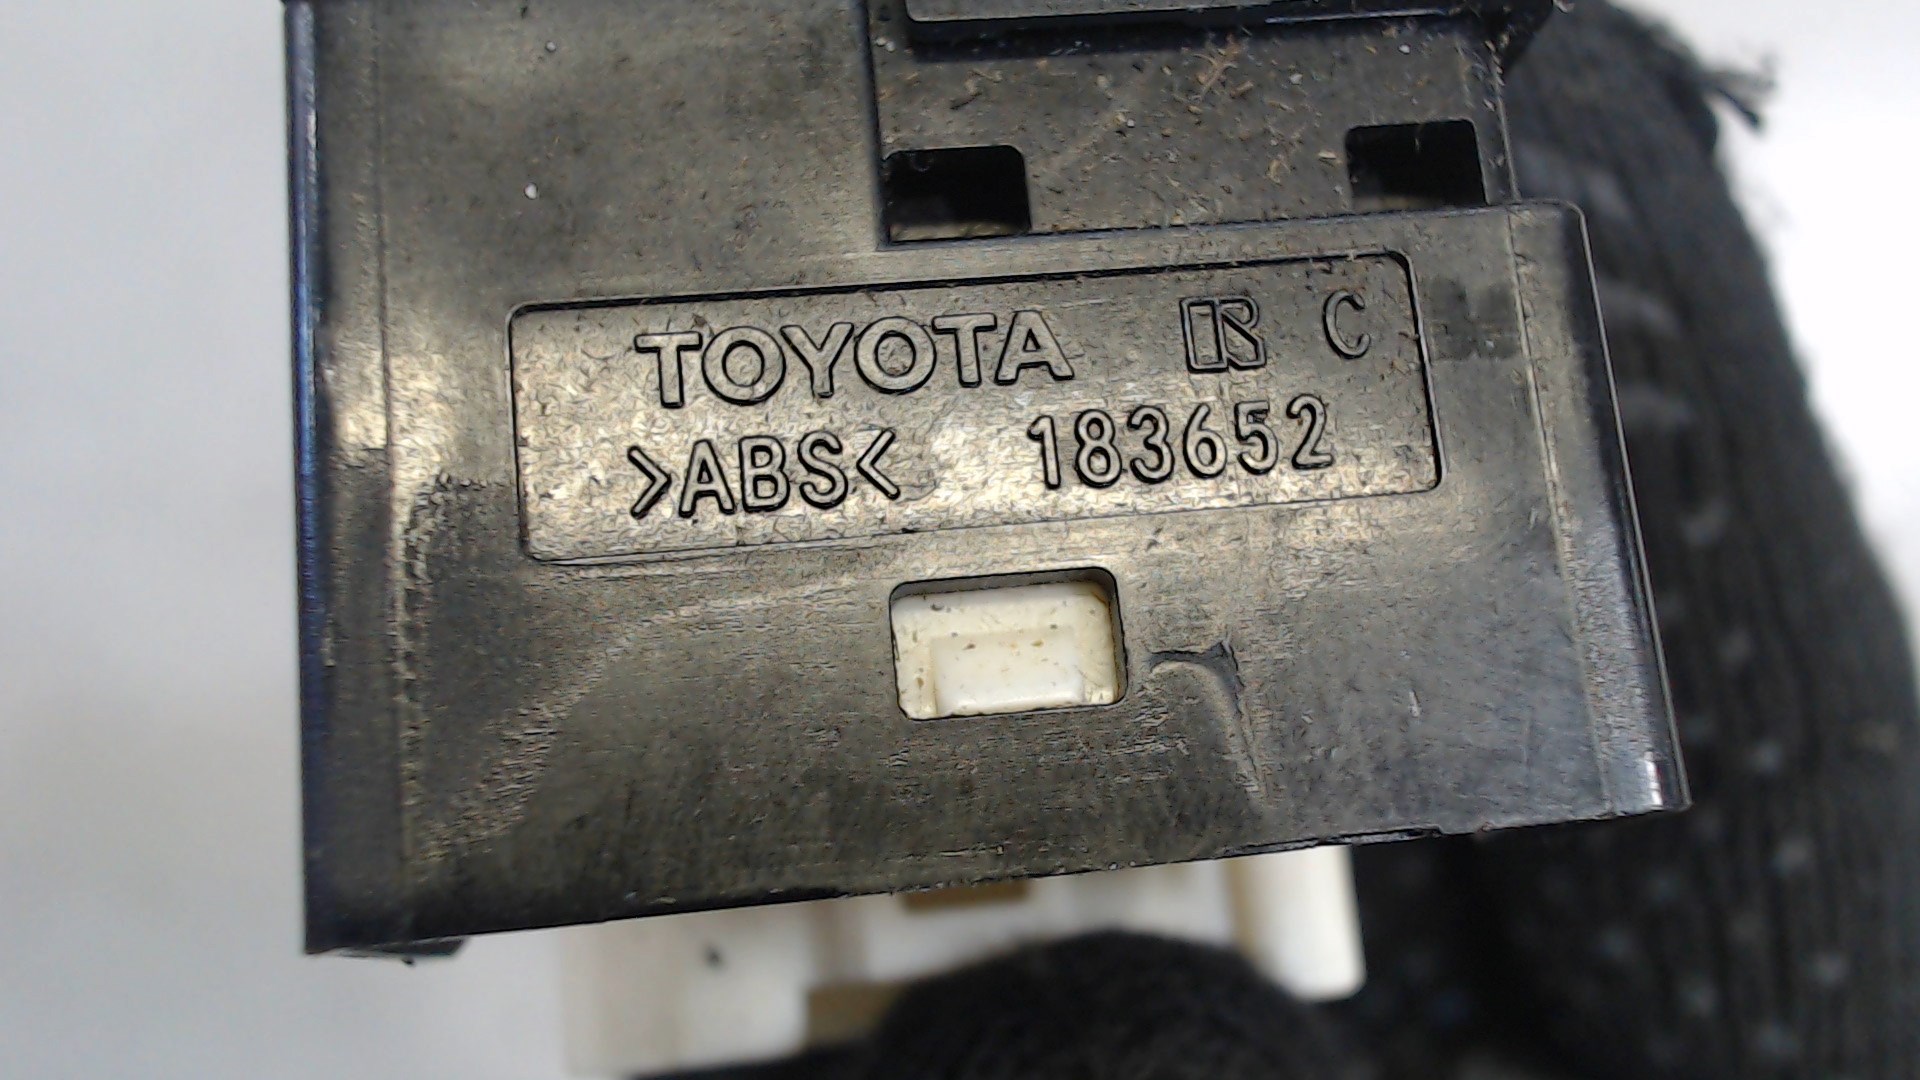 TOYOTA C
>ABS< 183652